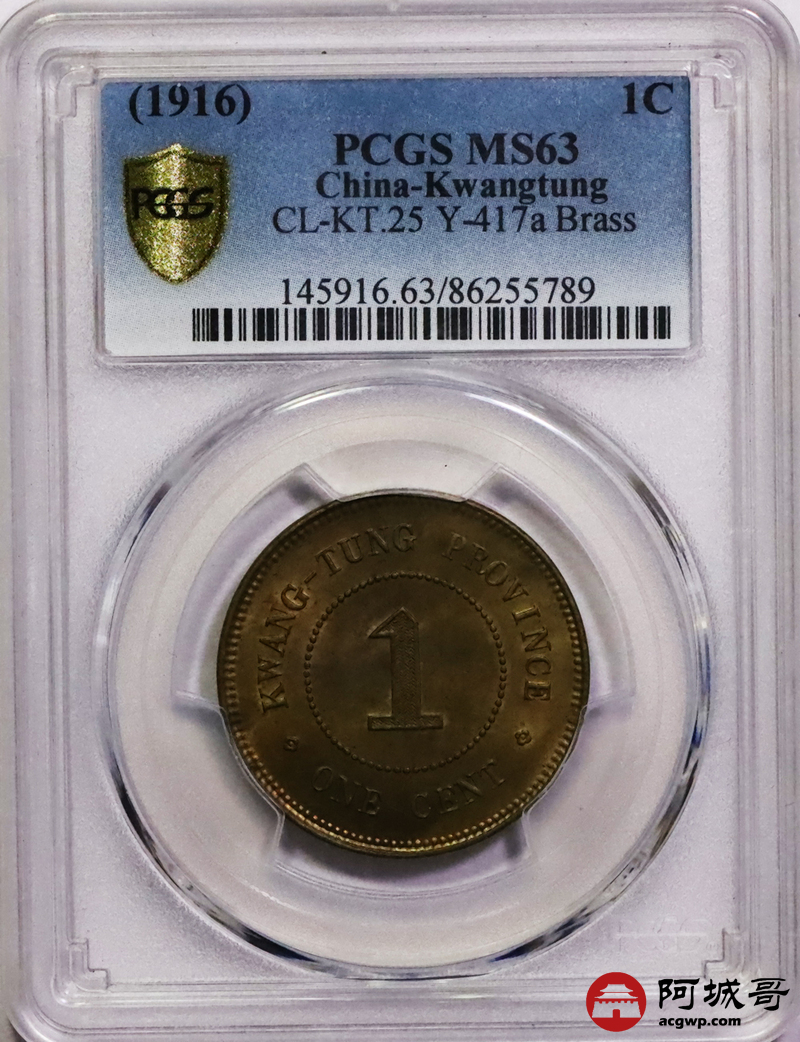 (1916) 1C
PCGS MS63
China-Kwangtung
PCGS
CL-KT.25 Y-417a Brass
145916.63/86255789
KWANG-TUNG PROVINCE
1
ONE CENT
阿城哥
acgwp.com